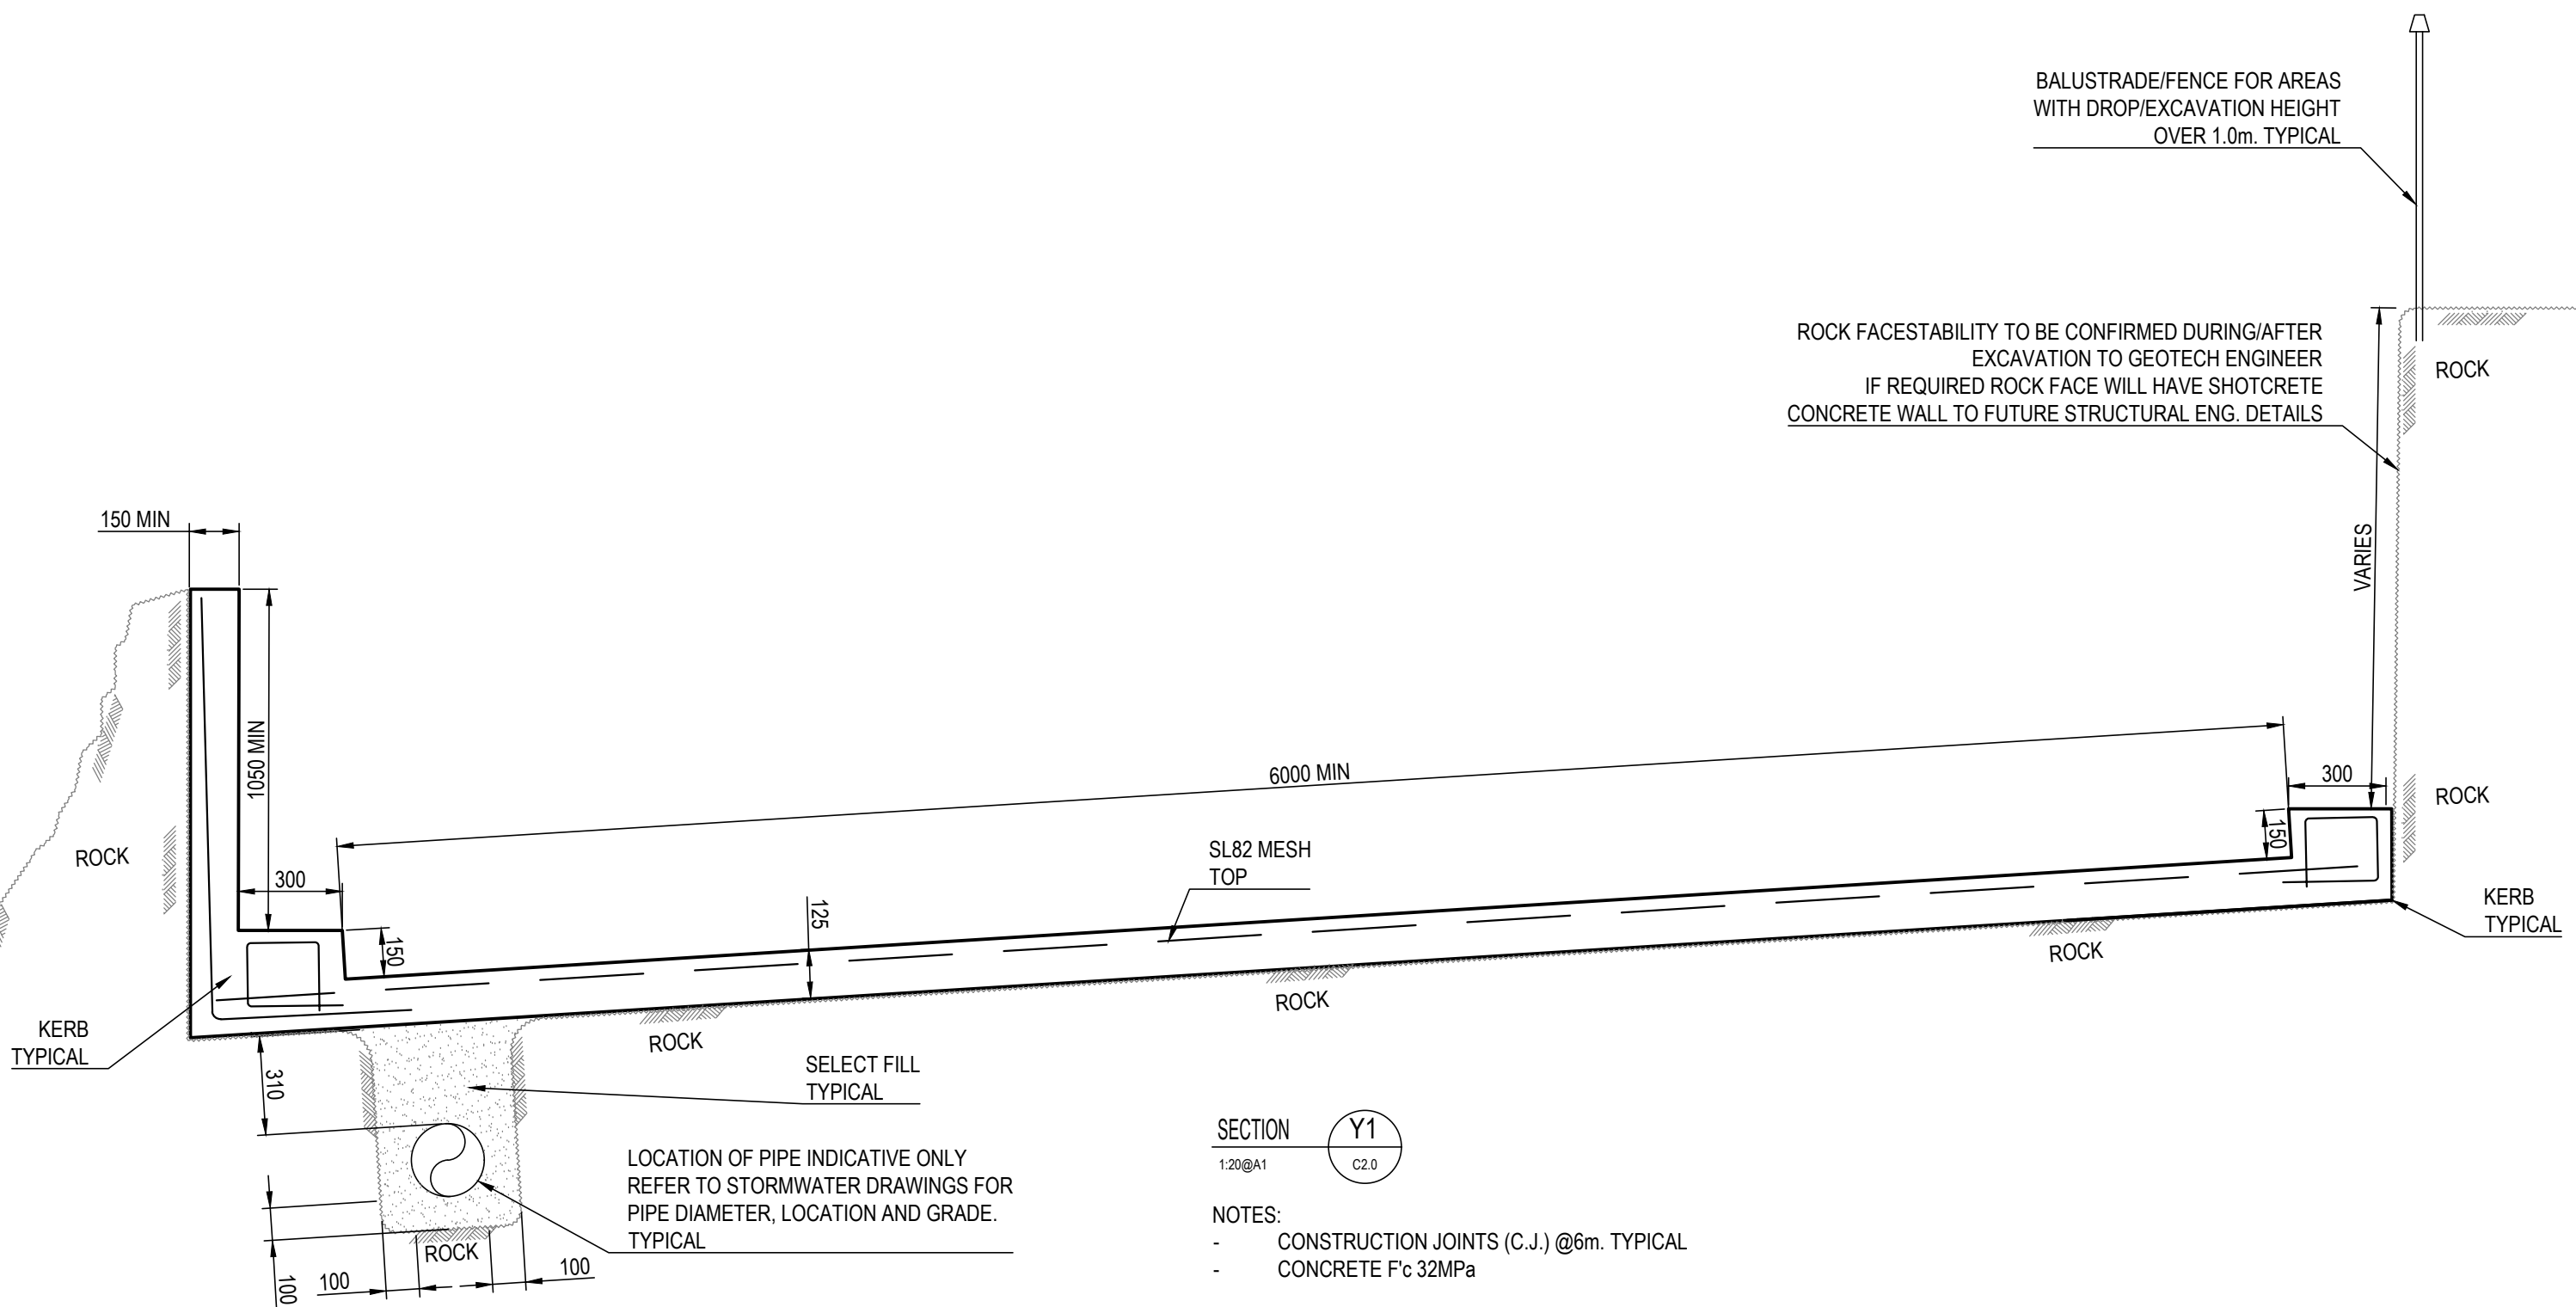 BALUSTRADE/FENCE FOR AREAS
WITH DROP/EXCAVATION HEIGHT
OVER 1.0m. TYPICAL
ROCK FACESTABILITY TO BE CONFIRMED DURING/AFTER
EXCAVATION TO GEOTECH ENGINEER
IF REQUIRED ROCK FACE WILL HAVE SHOTCRETE
CONCRETE WALL TO FUTURE STRUCTURAL ENG. DETAILS
ROCK
150 MIN
VARIES
1050 MIN
6000 MIN
300
ROCK
150
ROCK
300
SL82 MESH
TOP
125
150
KERB
TYPICAL
ROCK
ROCK
ROCK
KERB
TYPICAL
310
SELECT FILL
TYPICAL
LOCATION OF PIPE INDICATIVE ONLY
REFER TO STORMWATER DRAWINGS FOR
PIPE DIAMETER, LOCATION AND GRADE.
TYPICAL
ROCK
100
100
100
SECTION
1:20@A1
Y1
C2.0
NOTES:
- CONSTRUCTION JOINTS (C.J.) @6m. TYPICAL
- CONCRETE F'c 32MPa